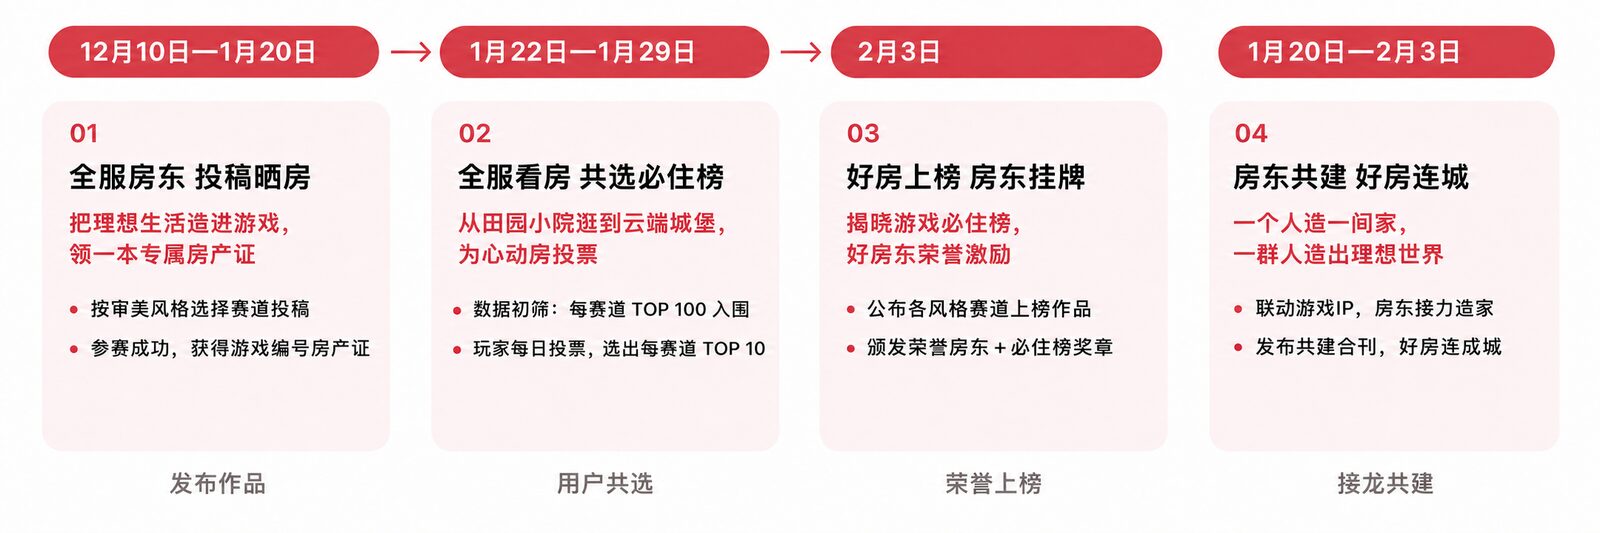 12月10日—1月20日
01
全服房东 投稿晒房
把理想生活造进游戏，
领一本专属房产证
按审美风格选择赛道投稿
参赛成功，获得游戏编号房产证
发布作品
1月22日—1月29日
02
全服看房 共选必住榜
从田园小院逛到云端城堡，
为心动房投票
数据初筛：每赛道 TOP 100 入围
玩家每日投票，选出每赛道 TOP 10
用户共选
2月3日
03
好房上榜 房东挂牌
揭晓游戏必住榜，
好房东荣誉激励
公布各风格赛道上榜作品
颁发荣誉房东 + 必住榜奖章
荣誉上榜
1月20日—2月3日
04
房东共建 好房连城
一个人造一间家，
一群人造出理想世界
联动游戏IP，房东接力造家
发布共建合刊，好房连成城
接龙共建